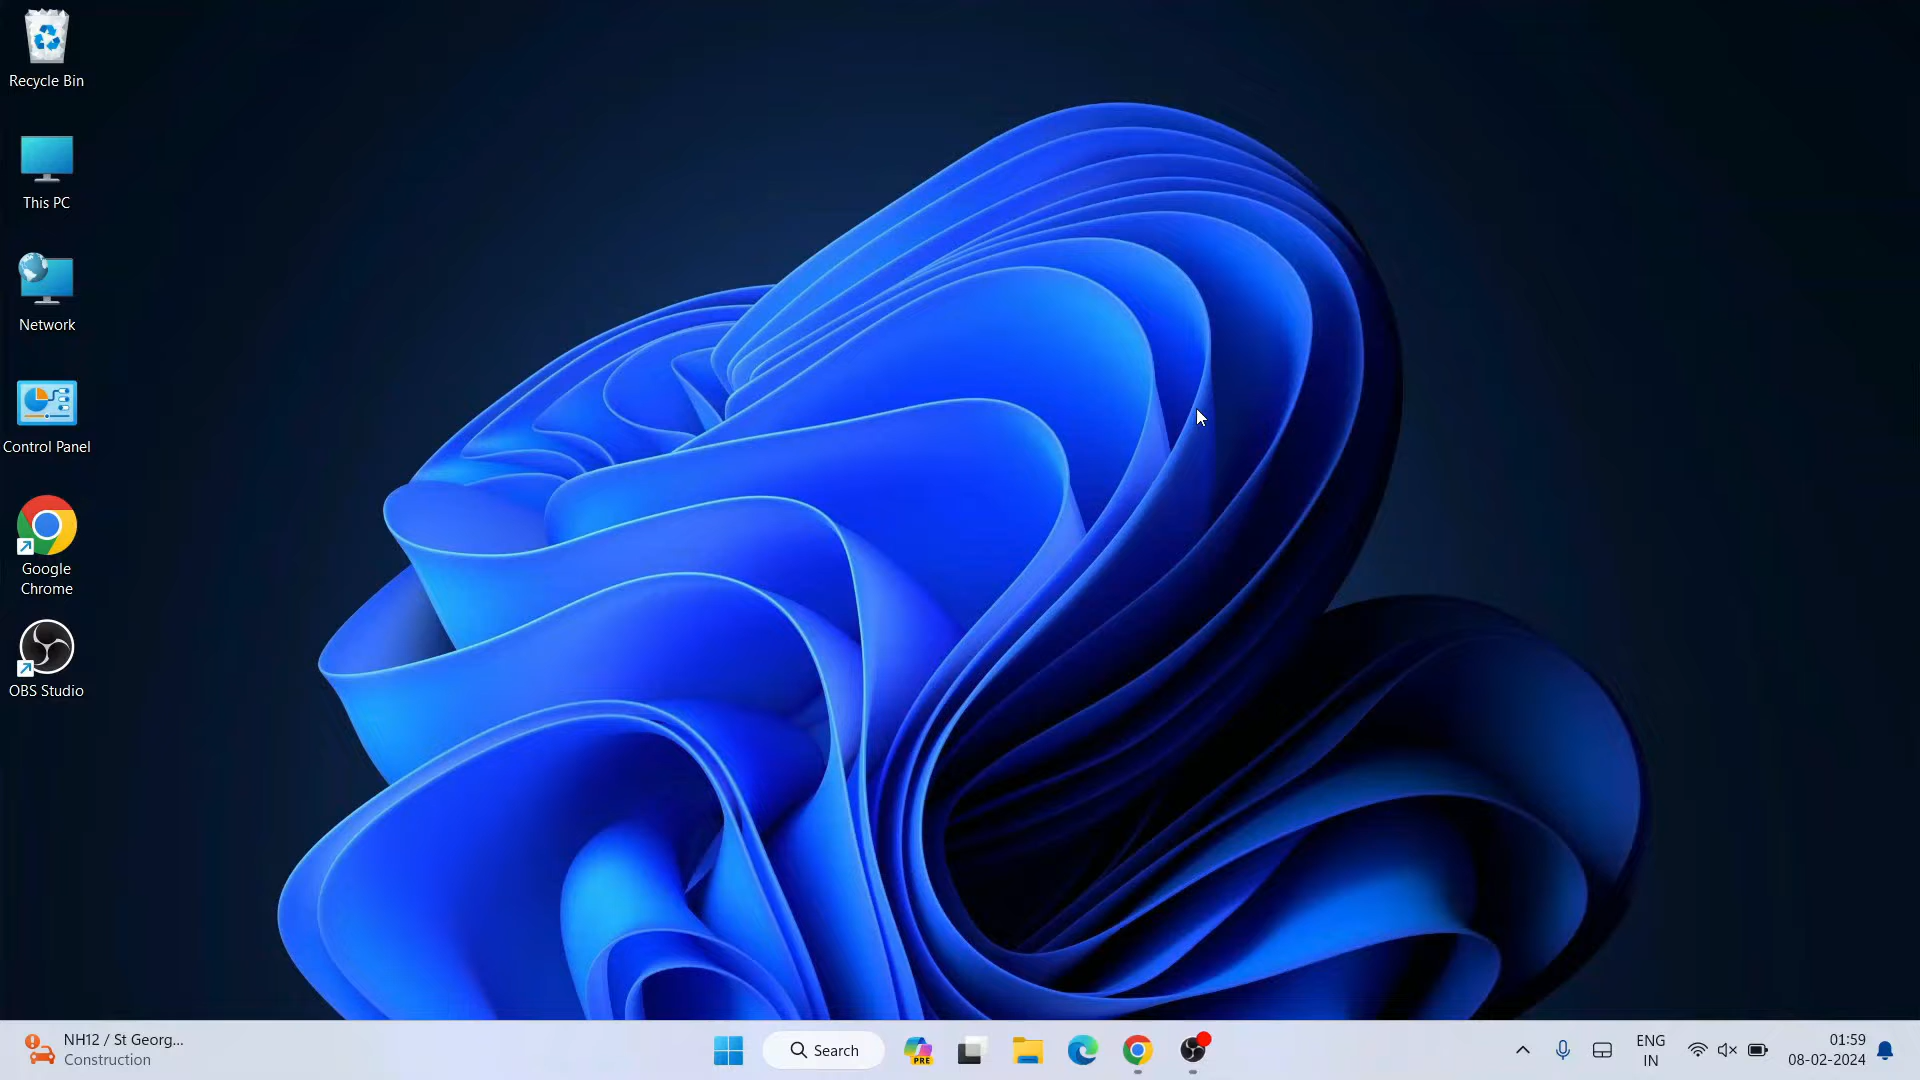 Recycle Bin
This PC
Network
Control Panel
Google
Chrome
OBS Studio
NH12 / St Georg...
Construction
Search
PRE
ENG
IN
01:59
08-02-2024